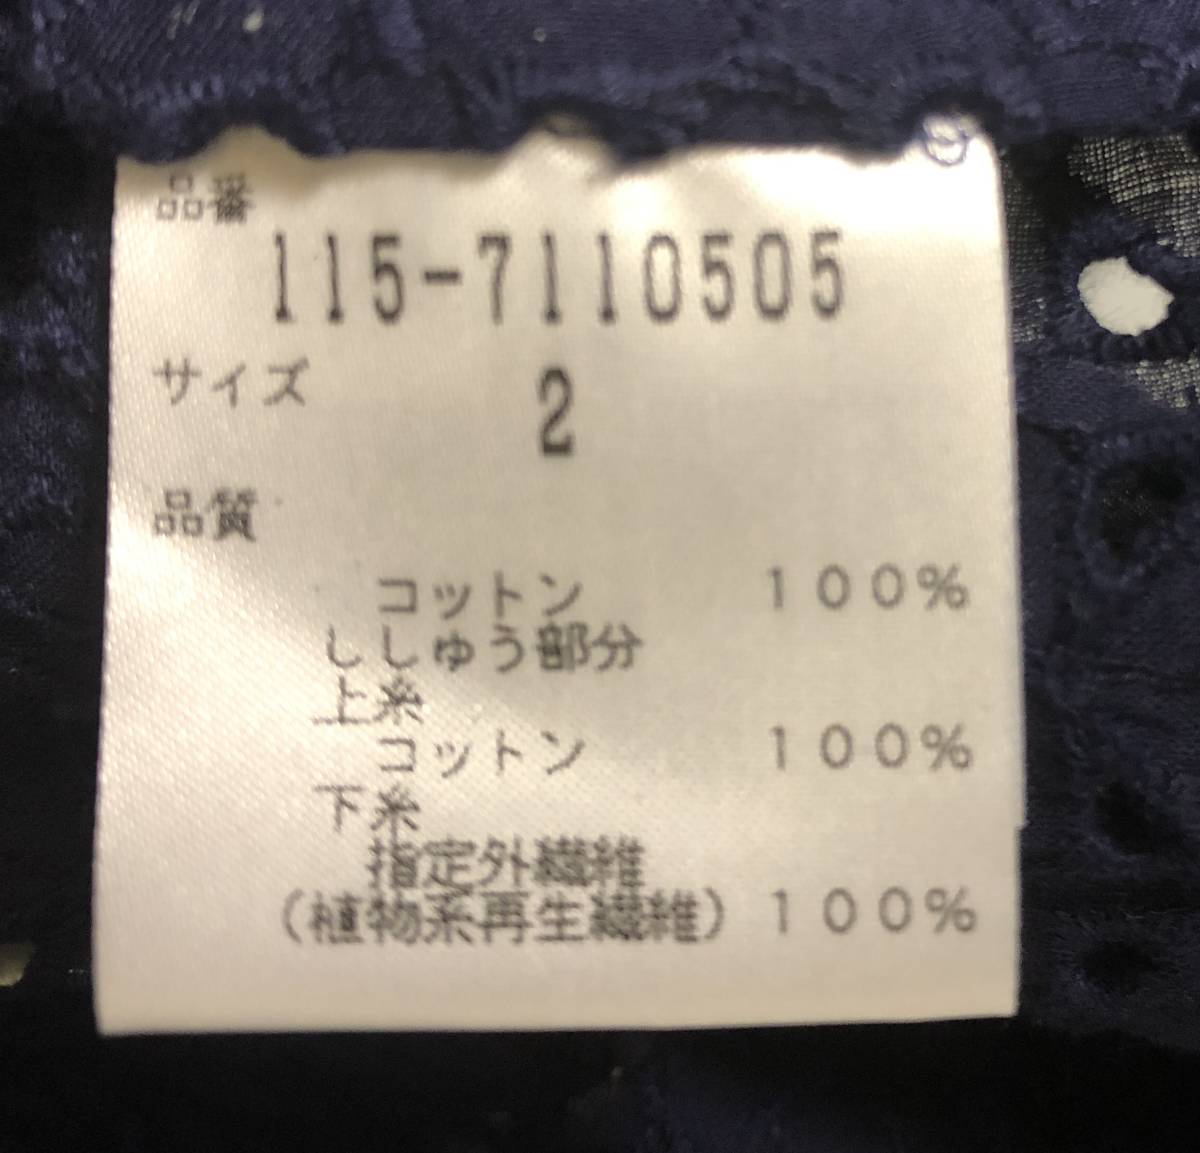 品番
115-7110505
サイズ 2
品質
コットン 100%
ししゅう部分
上糸
コットン 100%
下糸
指定外繊維
(植物系再生繊維) 100%